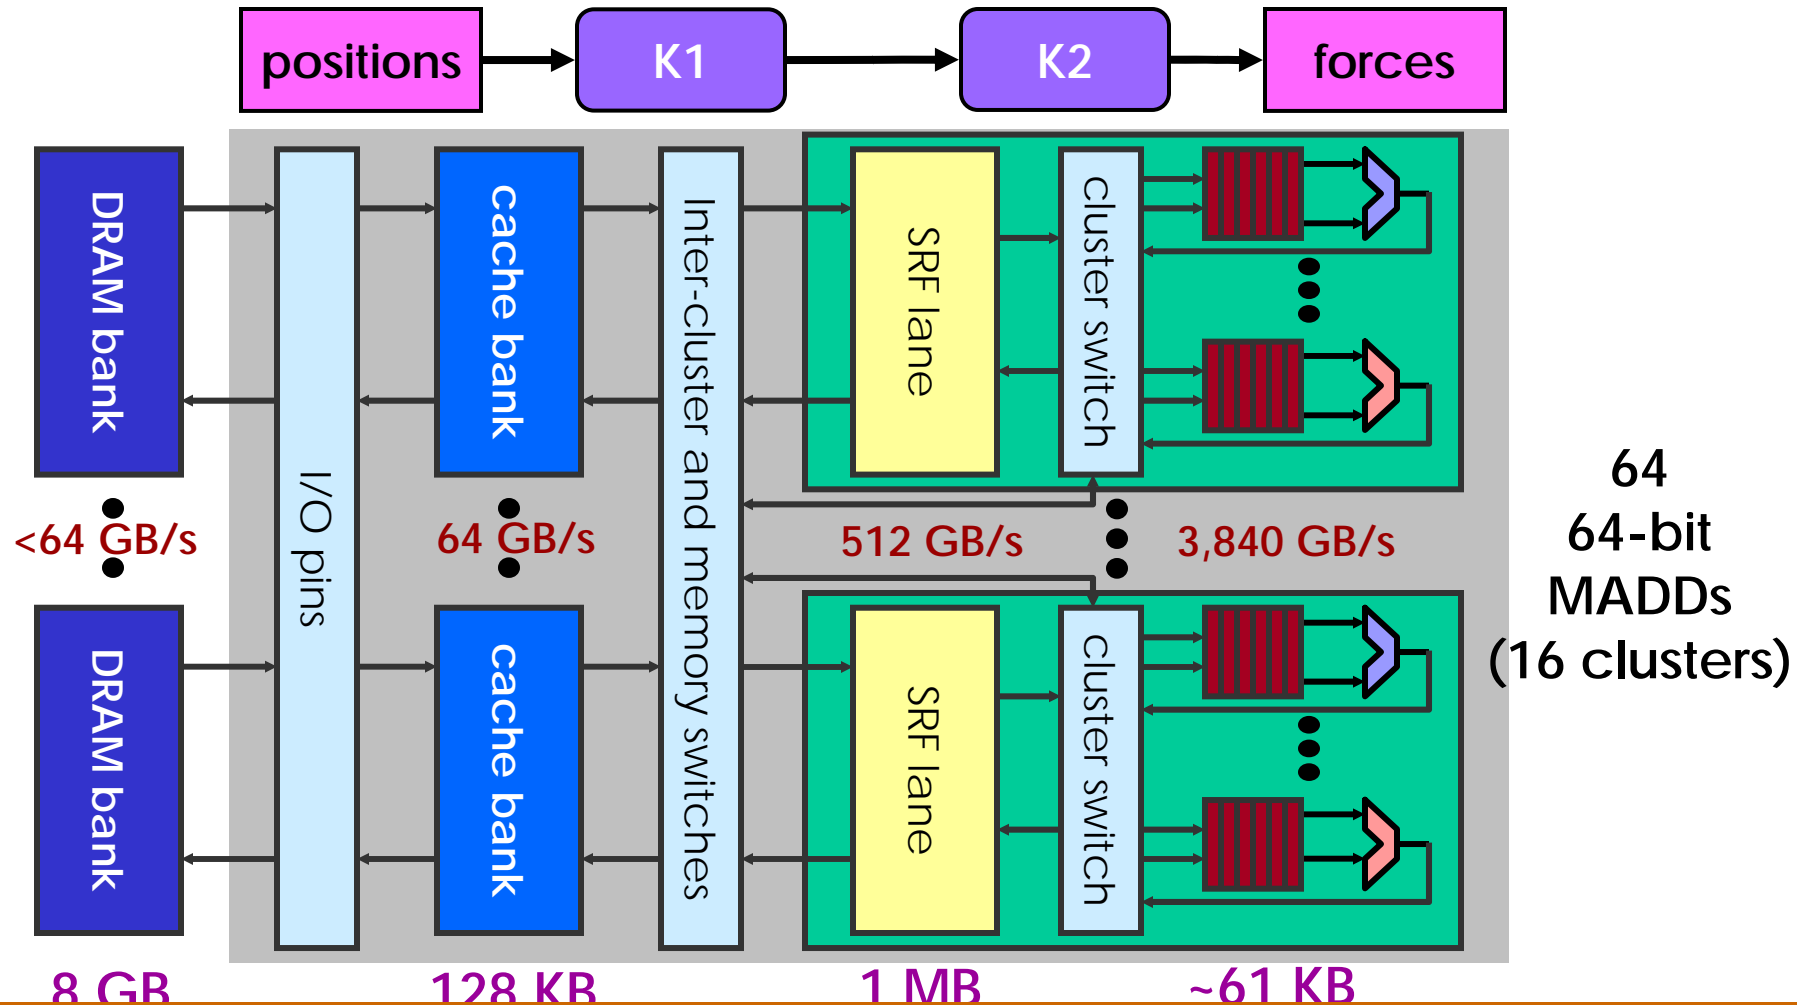 positions
K1
K2
forces
DRAM bank
I/O pins
cache bank
Inter-cluster and memory switches
SRF lane
Cluster switch
<64 GB/s
64 GB/s
512 GB/s
3,840 GB/s
64
64-bit
MADDs
(16 clusters)
DRAM bank
cache bank
SRF lane
Cluster switch
8 GB
128 KB
1 MB
~61 KB